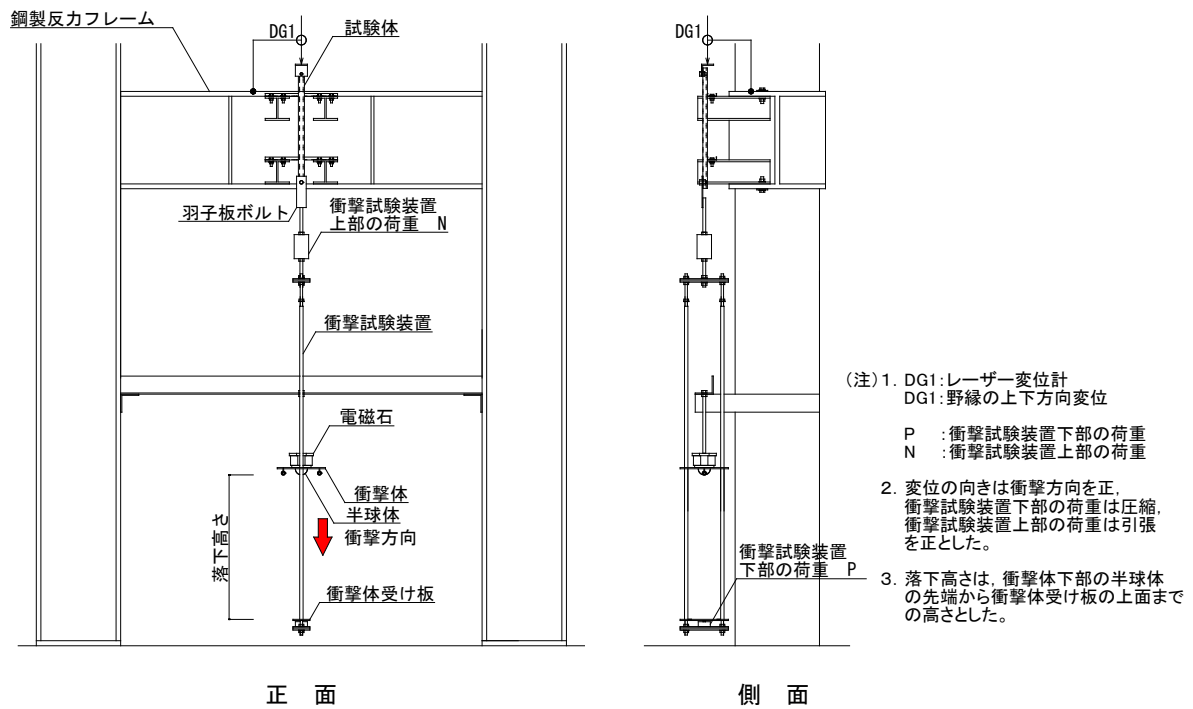 鋼製反力フレーム
DG1
試験体
羽子板ボルト
衝撃試験装置
上部の荷重 N
衝撃試験装置
電磁石
衝撃体
半球体
衝撃方向
落下高さ
衝撃体受け板
正 面
DG1
衝撃試験装置
下部の荷重 P
側 面
(注)1. DG1:レーザー変位計
DG1:野縁の上下方向変位
P :衝撃試験装置下部の荷重
N :衝撃試験装置上部の荷重
2. 変位の向きは衝撃方向を正,
衝撃試験装置下部の荷重は圧縮,
衝撃試験装置上部の荷重は引張
を正とした。
3. 落下高さは, 衝撃体下部の半球体
の先端から衝撃体受け板の上面まで
の高さとした。